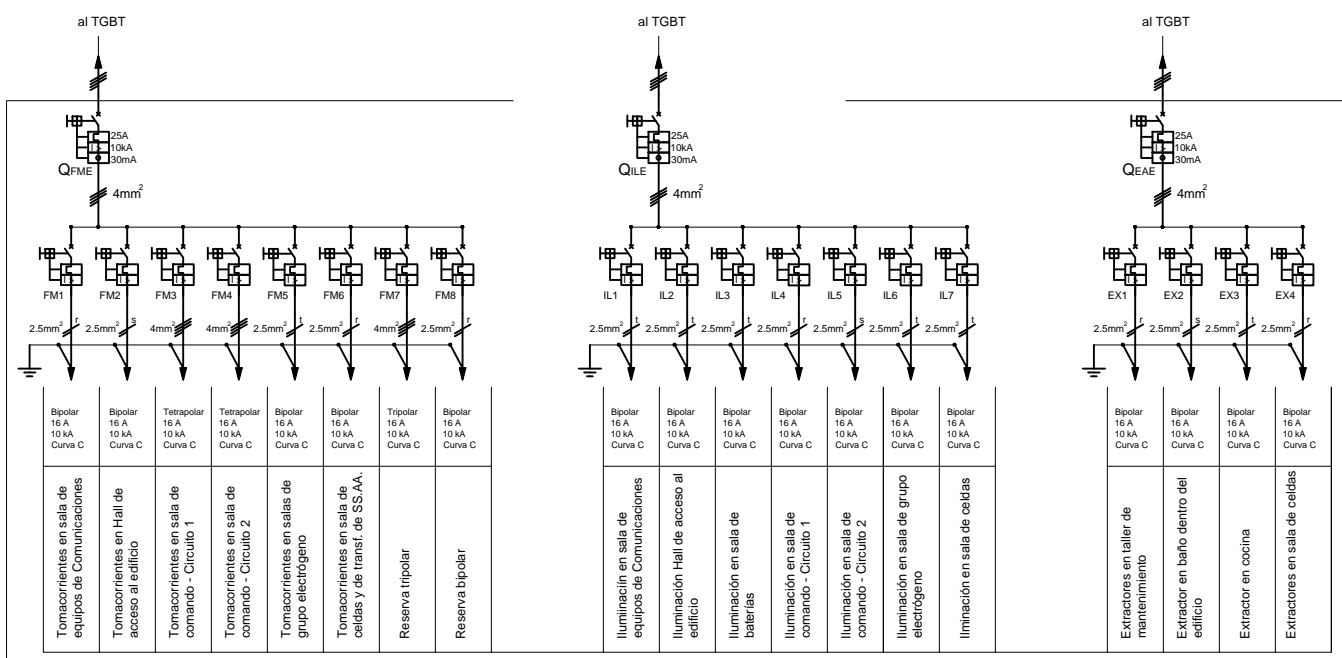 al TGBT
al TGBT
al TGBT
25A
10kA
30mA
QFME
4mm2
25A
10kA
30mA
QILE
4mm2
25A
10kA
30mA
QEAE
4mm2
FM1
FM2
FM3
FM4
FM5
FM6
FM7
FM8
IL1
IL2
IL3
IL4
IL5
IL6
IL7
EX1
EX2
EX3
EX4
2.5mm2 r
2.5mm2 s
4mm2
4mm2
2.5mm2 t
2.5mm2 r
4mm2
2.5mm2 r
2.5mm2 t
2.5mm2 t
2.5mm2 t
2.5mm2 r
2.5mm2 s
2.5mm2 t
2.5mm2 t
2.5mm2 r
2.5mm2 s
2.5mm2 t
2.5mm2 r
Bipolar
16 A
10 kA
Curva C
Bipolar
16 A
10 kA
Curva C
Tetrapolar
16 A
10 kA
Curva C
Tetrapolar
16 A
10 kA
Curva C
Bipolar
16 A
10 kA
Curva C
Bipolar
16 A
10 kA
Curva C
Tripolar
16 A
10 kA
Curva C
Bipolar
16 A
10 kA
Curva C
Bipolar
16 A
10 kA
Curva C
Bipolar
16 A
10 kA
Curva C
Bipolar
16 A
10 kA
Curva C
Bipolar
16 A
10 kA
Curva C
Bipolar
16 A
10 kA
Curva C
Bipolar
16 A
10 kA
Curva C
Bipolar
16 A
10 kA
Curva C
Bipolar
16 A
10 kA
Curva C
Bipolar
16 A
10 kA
Curva C
Bipolar
16 A
10 kA
Curva C
Bipolar
16 A
10 kA
Curva C
Tomacorrientes en sala de
equipos de Comunicaciones
Tomacorrientes en Hall de
acceso al edificio
Tomacorrientes en sala de
comando - Circuito 1
Tomacorrientes en sala de
comando - Circuito 2
Tomacorrientes en salas de
grupo electrógeno
Tomacorrientes en sala de
celdas y de transf. de SS.AA.
Reserva tripolar
Reserva bipolar
Ilumiinaiín en sala de
equipos de Comunicaciones
Iluminación Hall de acceso al
edificio
Iluminación en sala de
baterías
Iluminación en sala de
comando - Circuito 1
Iluminación en sala de
comando - Circuito 2
Iluminación en sala de grupo
electrógeno
Ilminación en sala de celdas
Extractores en taller de
mantenimiento
Extractor en baño dentro del
edificio
Extractor en cocina
Extractores en sala de celdas